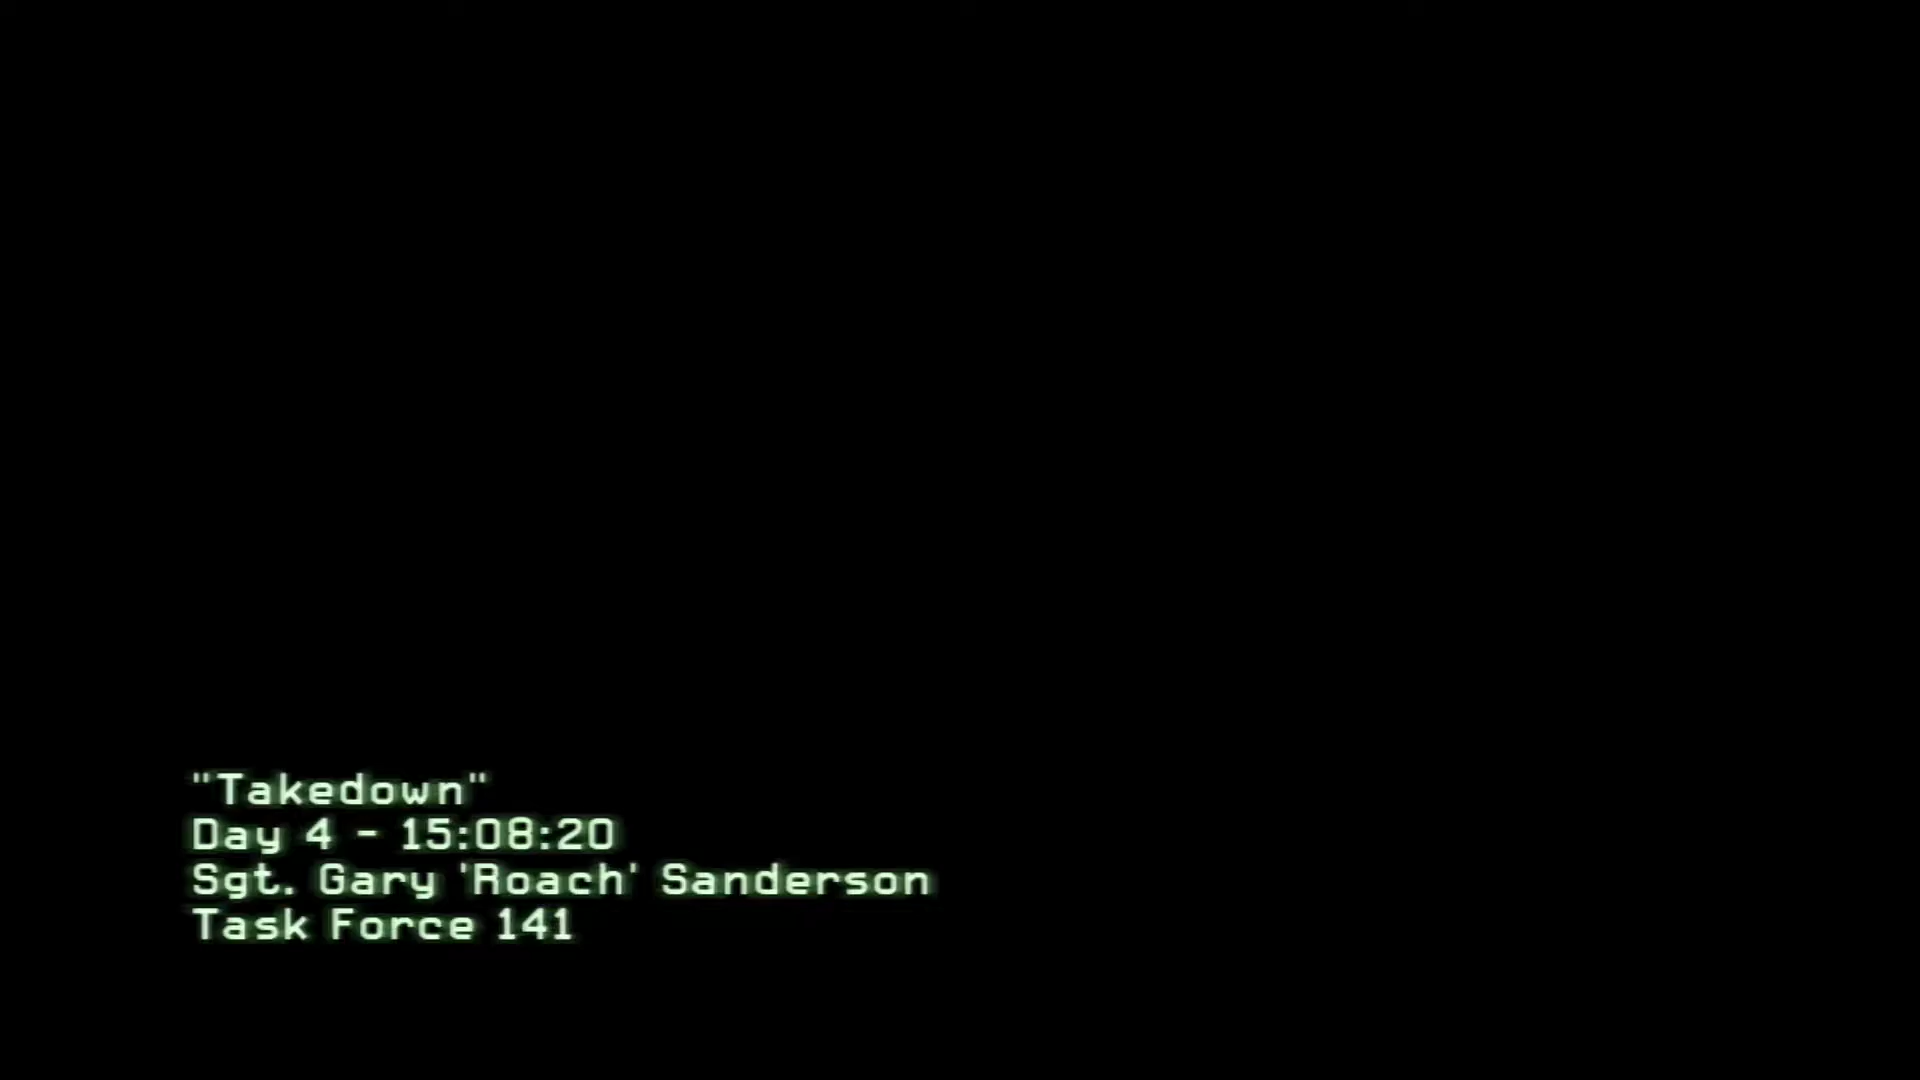 "Takedown"
Day 4 - 15:08:20
Sgt. Gary 'Roach' Sanderson
Task Force 141